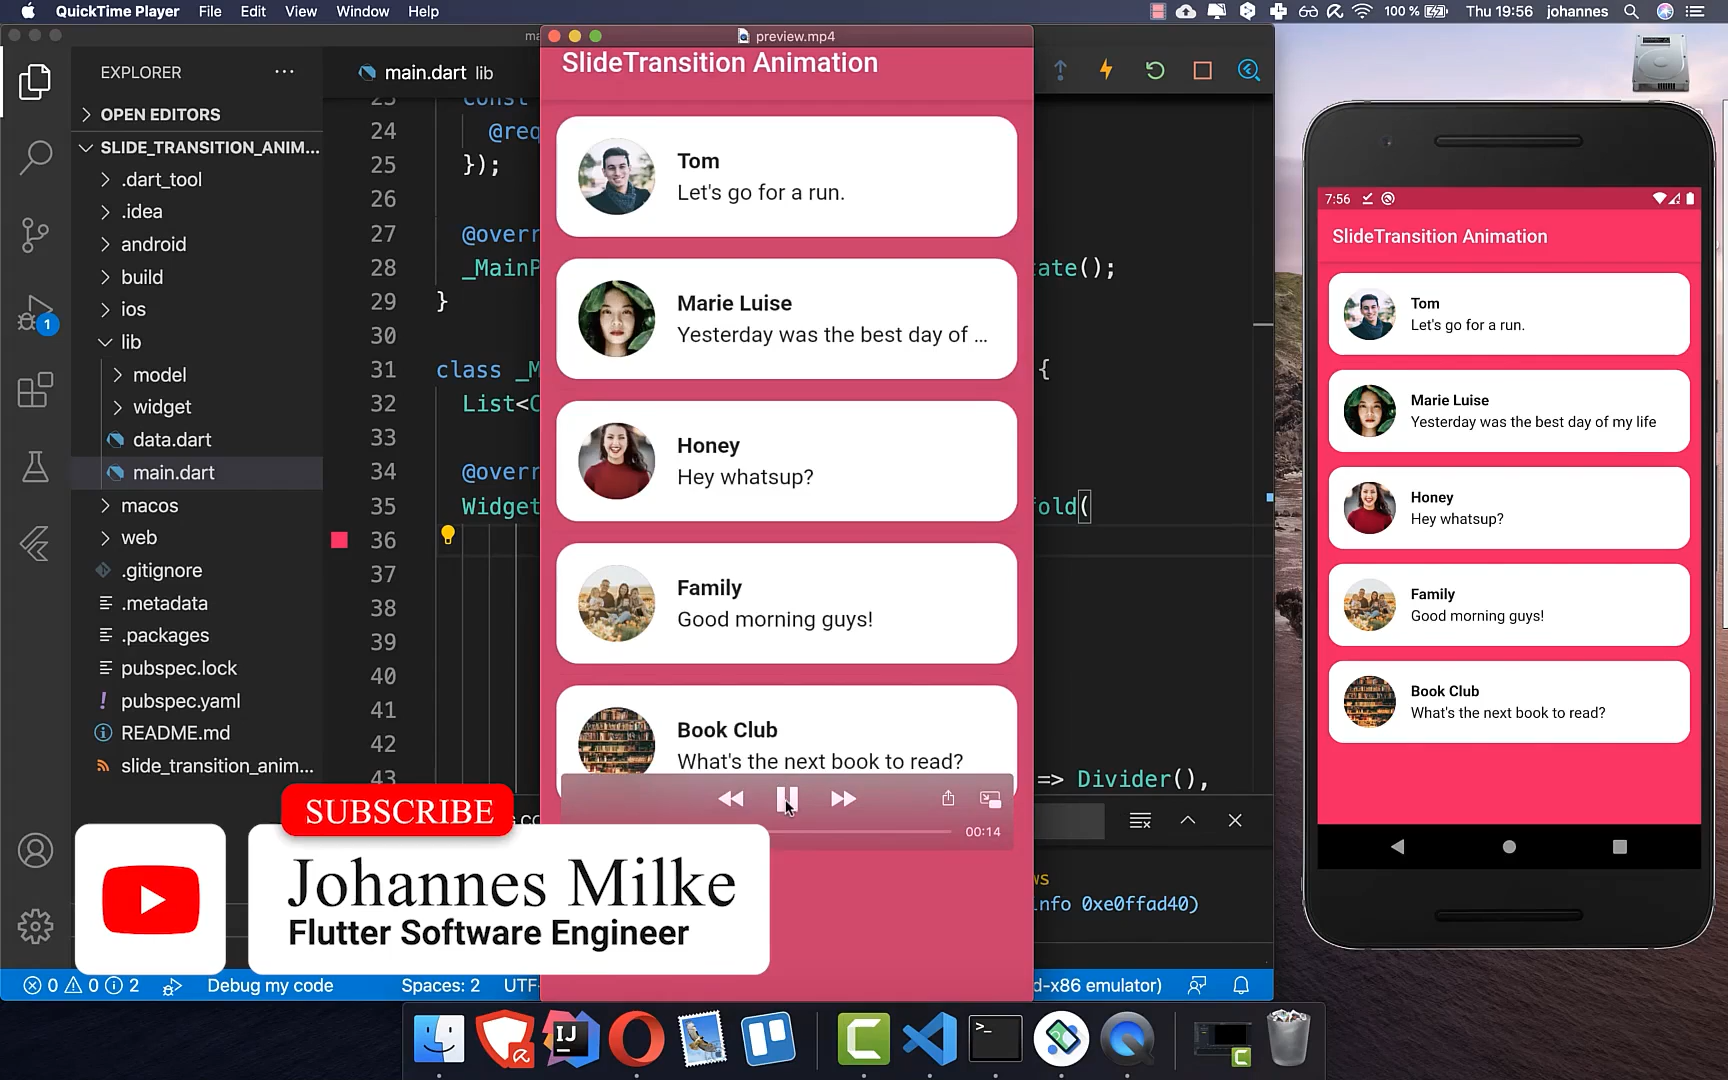 QuickTime Player File Edit View Window Help
100 % Thu 19:56 johannes
EXPLORER
OPEN EDITORS
SLIDE_TRANSITION_ANIM...
.dart_tool
.idea
android
build
ios
lib
model
widget
data.dart
main.dart
macos
web
.gitignore
.metadata
.packages
pubspec.lock
pubspec.yaml
README.md
slide_transition_anim...
1
main.dart lib
24 @req
25 });
26
27 @overr
28 _MainP ate();
29 }
30
31 class _M {
32 List<C
33
34 @overr
35 Widget old(
36
37
38
39
40
41
42
43 => Divider(),
nfo 0xe0ffad40)
preview.mp4
SlideTransition Animation
Tom
Let's go for a run.
Marie Luise
Yesterday was the best day of ...
Honey
Hey whatsup?
Family
Good morning guys!
Book Club
What's the next book to read?
00:14
7:56
SlideTransition Animation
Tom
Let's go for a run.
Marie Luise
Yesterday was the best day of my life
Honey
Hey whatsup?
Family
Good morning guys!
Book Club
What's the next book to read?
SUBSCRIBE
Johannes Milke
Flutter Software Engineer
0 0 2 Debug my code Spaces: 2 UTF- d-x86 emulator)
IJ
C
>_
C